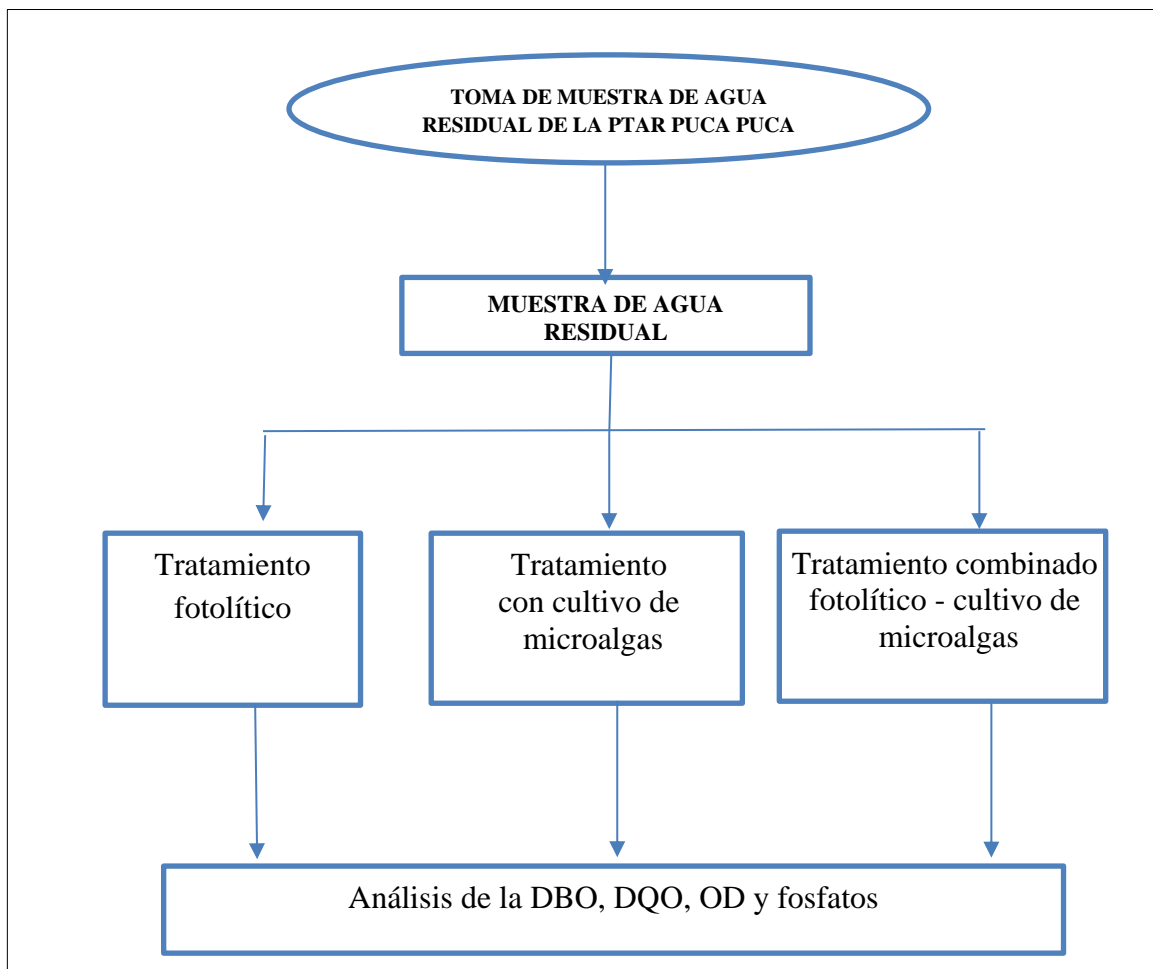 TOMA DE MUESTRA DE AGUA
RESIDUAL DE LA PTAR PUCA PUCA
MUESTRA DE AGUA
RESIDUAL
Tratamiento
fotolítico
Tratamiento
con cultivo de
microalgas
Tratamiento combinado
fotolítico - cultivo de
microalgas
Análisis de la DBO, DQO, OD y fosfatos